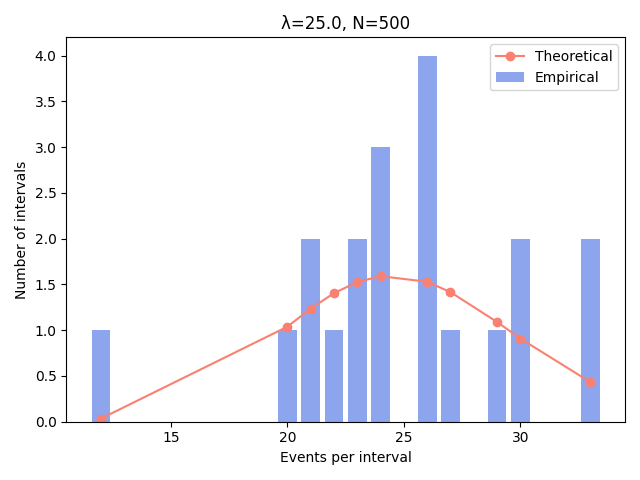 λ=25.0, N=500
Theoretical
Empirical
Number of intervals
4.0
3.5
3.0
2.5
2.0
1.5
1.0
0.5
0.0
15
20
25
30
Events per interval